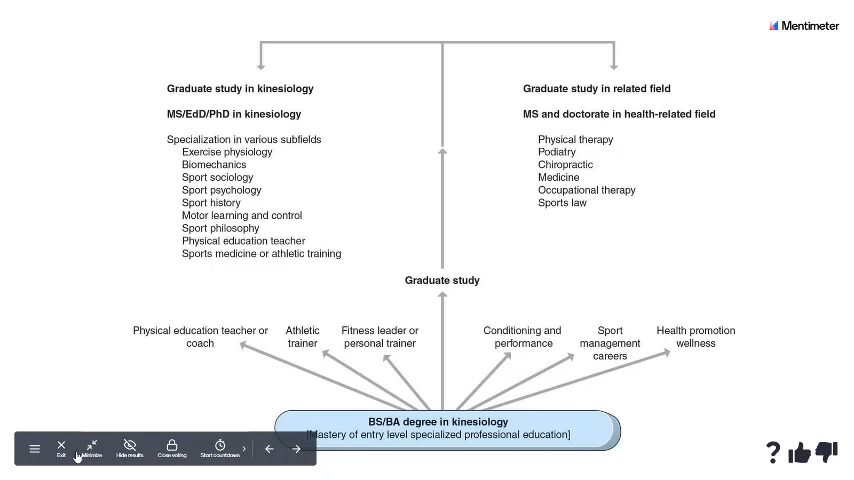 Mentimeter
Graduate study in kinesiology
MS/EdD/PhD in kinesiology
Specialization in various subfields
Exercise physiology
Biomechanics
Sport sociology
Sport psychology
Sport history
Motor learning and control
Sport philosophy
Physical education teacher
Sports medicine or athletic training
Graduate study in related field
MS and doctorate in health-related field
Physical therapy
Podiatry
Chiropractic
Medicine
Occupational therapy
Sports law
Graduate study
Physical education teacher or
coach
Athletic
trainer
Fitness leader or
personal trainer
Conditioning and
performance
Sport
management
careers
Health promotion
wellness
BS/BA degree in kinesiology
[Mastery of entry level specialized professional education]
Exit
Minimize
Hide results
Close voting
Start countdown
?